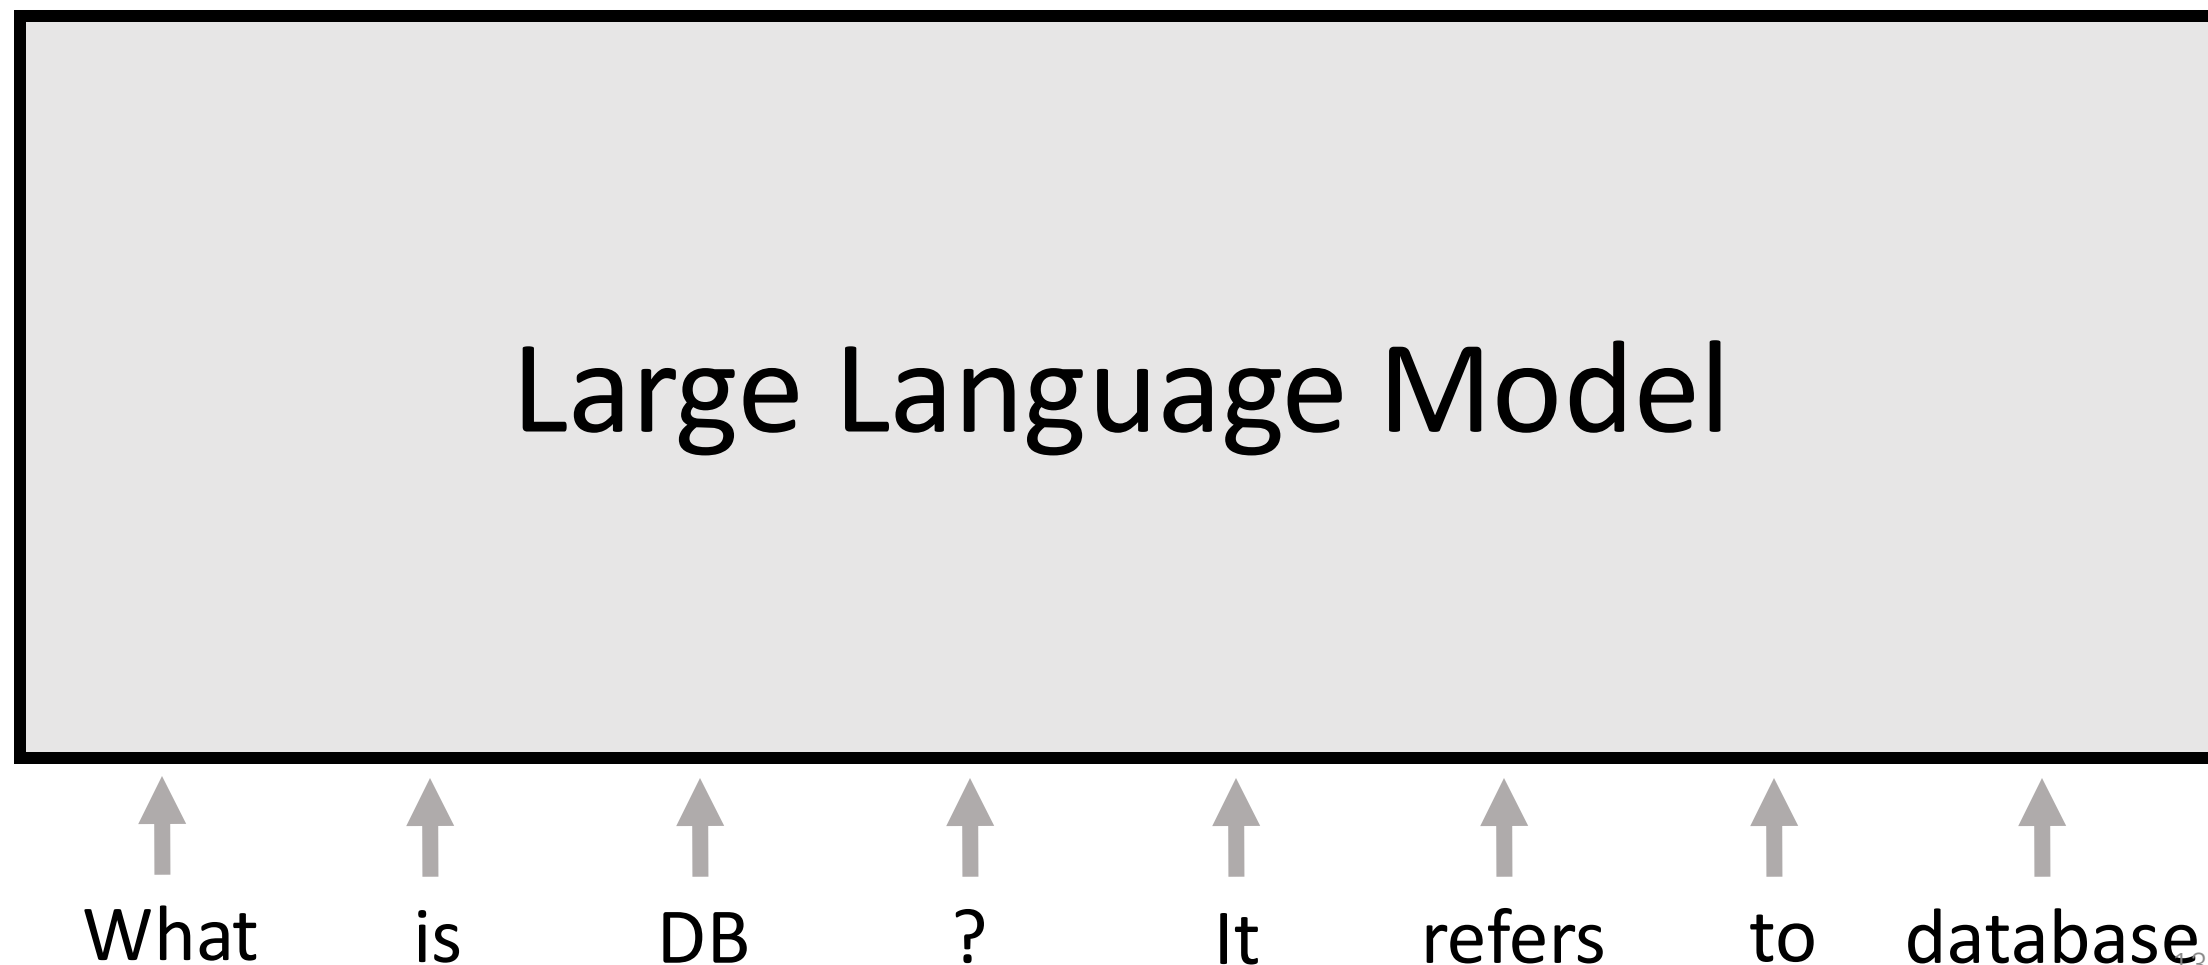 Large Language Model
What is DB ? It refers to database